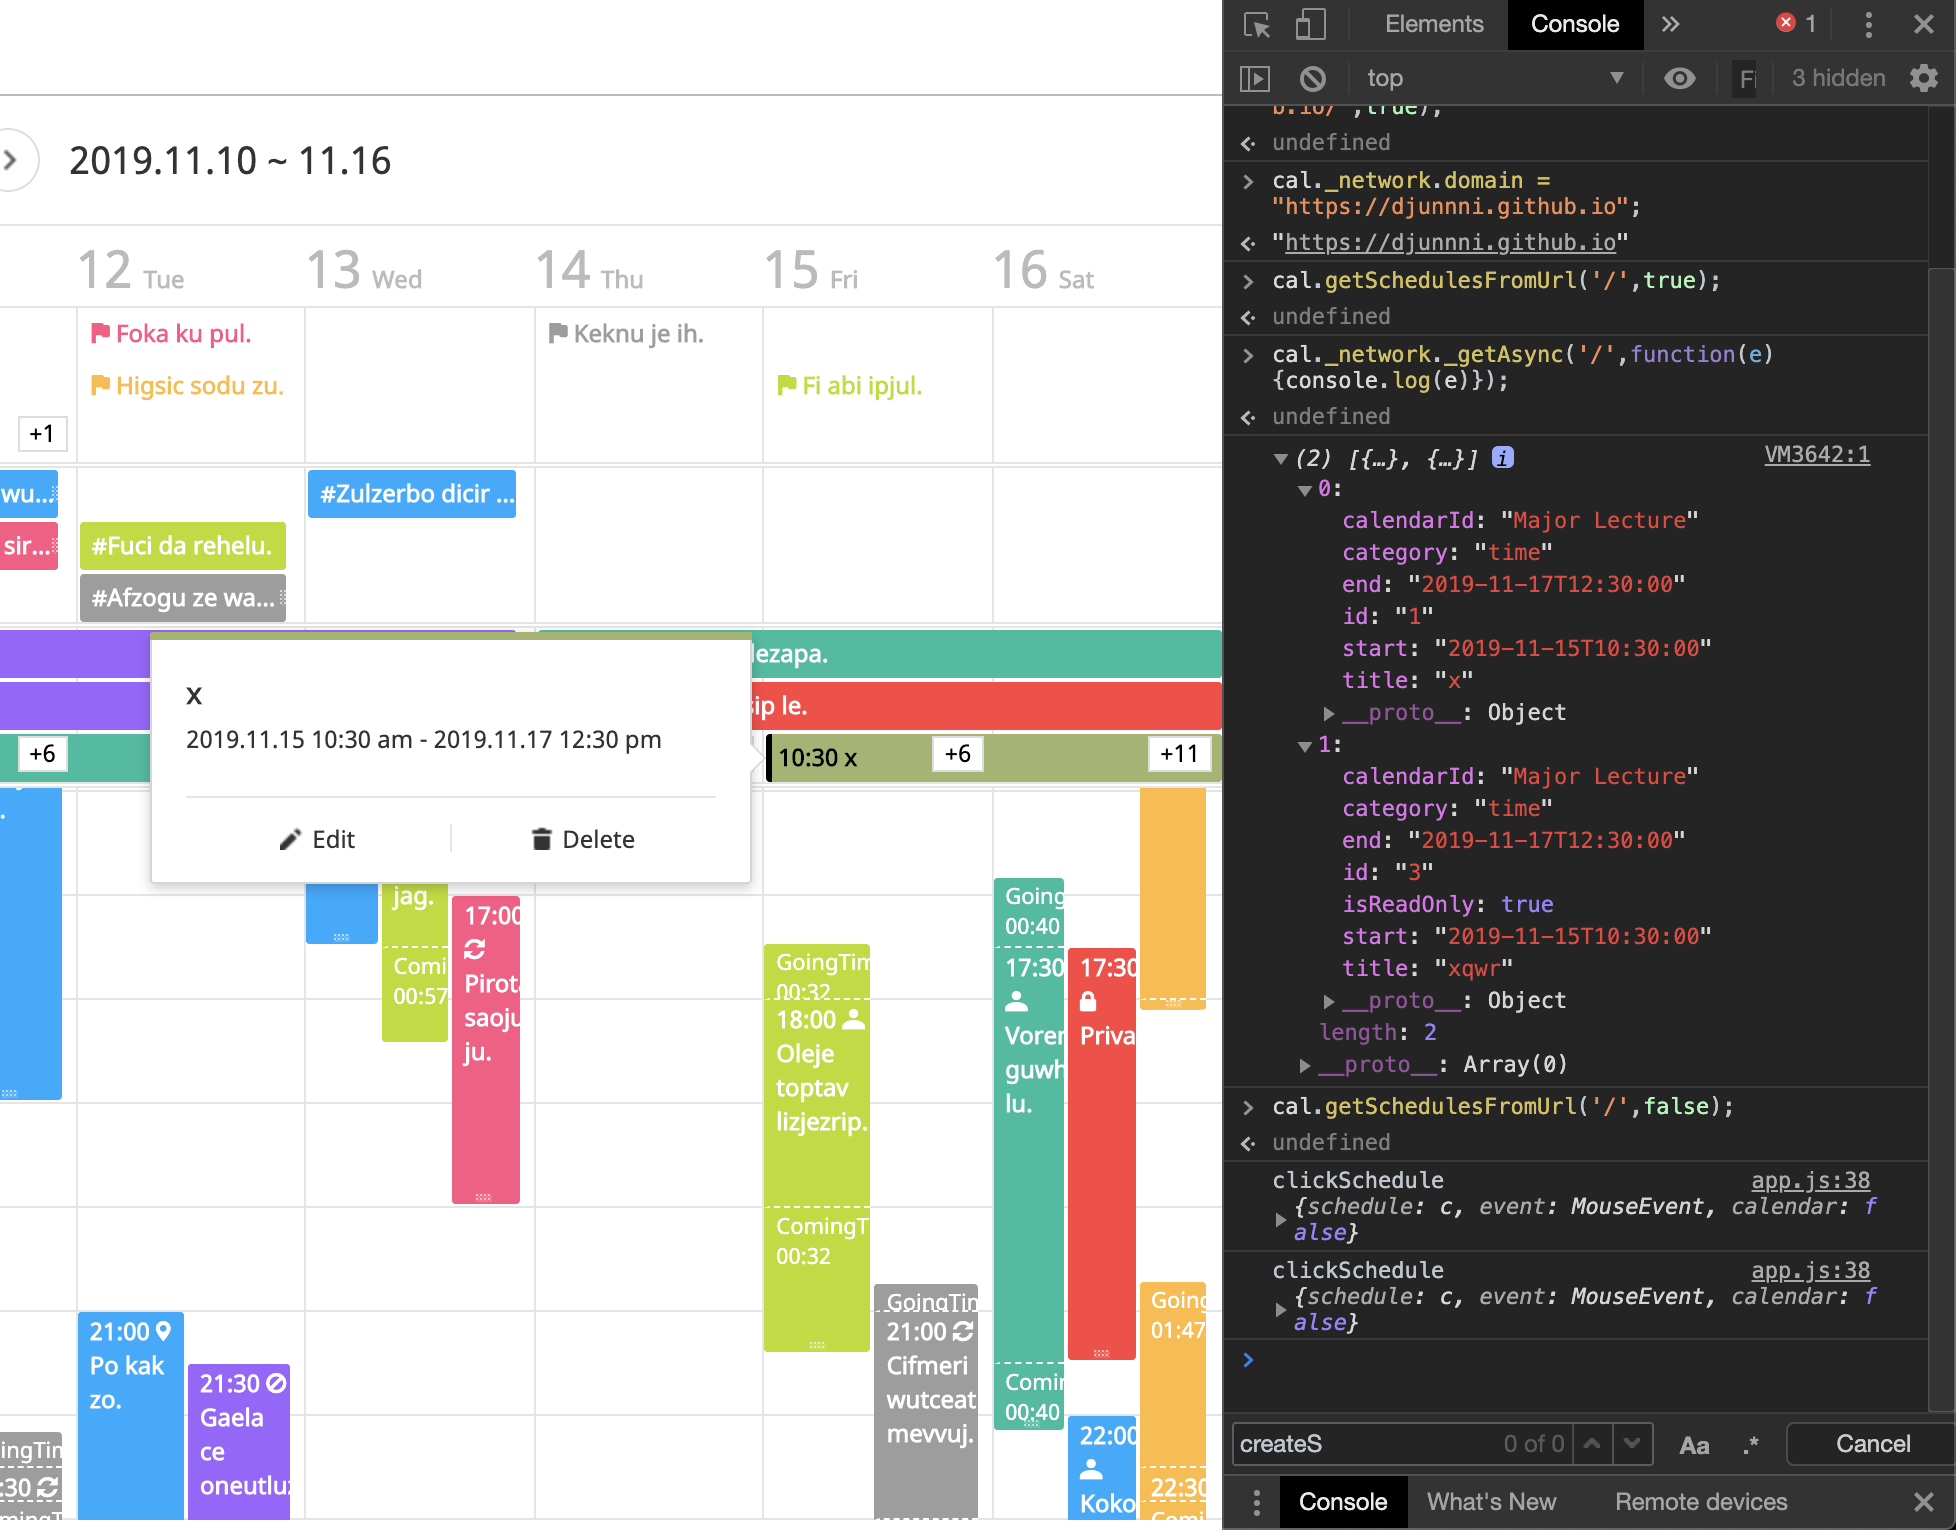 2019.11.10 ~ 11.16
12 Tue
13 Wed
14 Thu
15 Fri
16 Sat
Foka ku pul.
Keknu je ih.
Higsic sodu zu.
Fi abi ipjul.
+1
wu...
#Zulzerbo dicir ...
sir...
#Fuci da rehelu.
#Afzogu ze wa...
lezapa.
sip le.
+6
10:30 x
+6
+11
x
2019.11.15 10:30 am - 2019.11.17 12:30 pm
Edit
Delete
jag.
Comi
00:57
17:00
Pirot
saoju
ju.
GoingTim
00:32
18:00
Oleje
toptav
lizjezrip.
ComingT
00:32
Going
00:40
17:30
Vorer
guwh
lu.
Comin
00:40
17:30
Priva
GoingTim
21:00
Cifmeri
wutceat
mevvuj.
Going
01:47
22:30
Comi
22:00
Koko
21:00
Po kak
zo.
21:30
Gaela
ce
oneutluz
ingTin
:30
mingT
Elements
Console
1
top
Fi
3 hidden
b.io/',true);
undefined
cal._network.domain =
"https://djunnni.github.io";
"https://djunnni.github.io"
cal.getSchedulesFromUrl('/',true);
undefined
cal._network._getAsync('/',function(e)
{console.log(e)});
undefined
VM3642:1
(2) [{…}, {…}] i
0:
calendarId: "Major Lecture"
category: "time"
end: "2019-11-17T12:30:00"
id: "1"
start: "2019-11-15T10:30:00"
title: "x"
__proto__: Object
1:
calendarId: "Major Lecture"
category: "time"
end: "2019-11-17T12:30:00"
id: "3"
isReadOnly: true
start: "2019-11-15T10:30:00"
title: "xqwr"
__proto__: Object
length: 2
__proto__: Array(0)
cal.getSchedulesFromUrl('/',false);
undefined
clickSchedule app.js:38
{schedule: c, event: MouseEvent, calendar: f
alse}
clickSchedule app.js:38
{schedule: c, event: MouseEvent, calendar: f
alse}
createS 0 of 0 Aa .* Cancel
Console What's New Remote devices